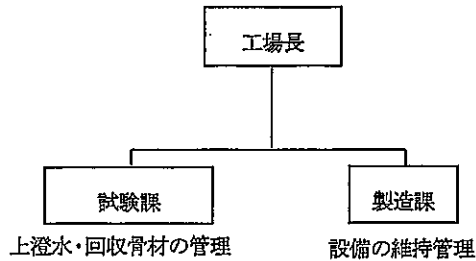 工場長
試験課
製造課
上澄水・回収骨材の管理
設備の維持管理